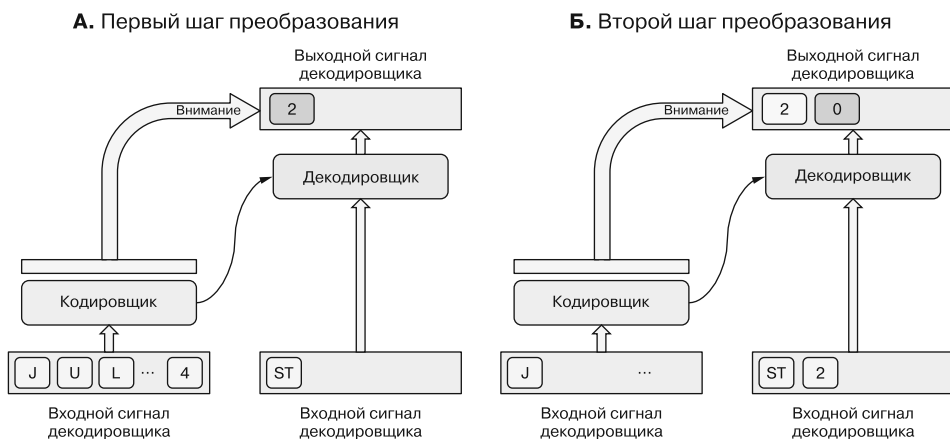 А. Первый шаг преобразования
Выходной сигнал
декодировщика
Внимание
2
Декодировщик
Кодировщик
J U L ... 4
ST
Входной сигнал
декодировщика
Входной сигнал
декодировщика
Б. Второй шаг преобразования
Выходной сигнал
декодировщика
Внимание
2 0
Декодировщик
Кодировщик
J ...
ST 2
Входной сигнал
декодировщика
Входной сигнал
декодировщика